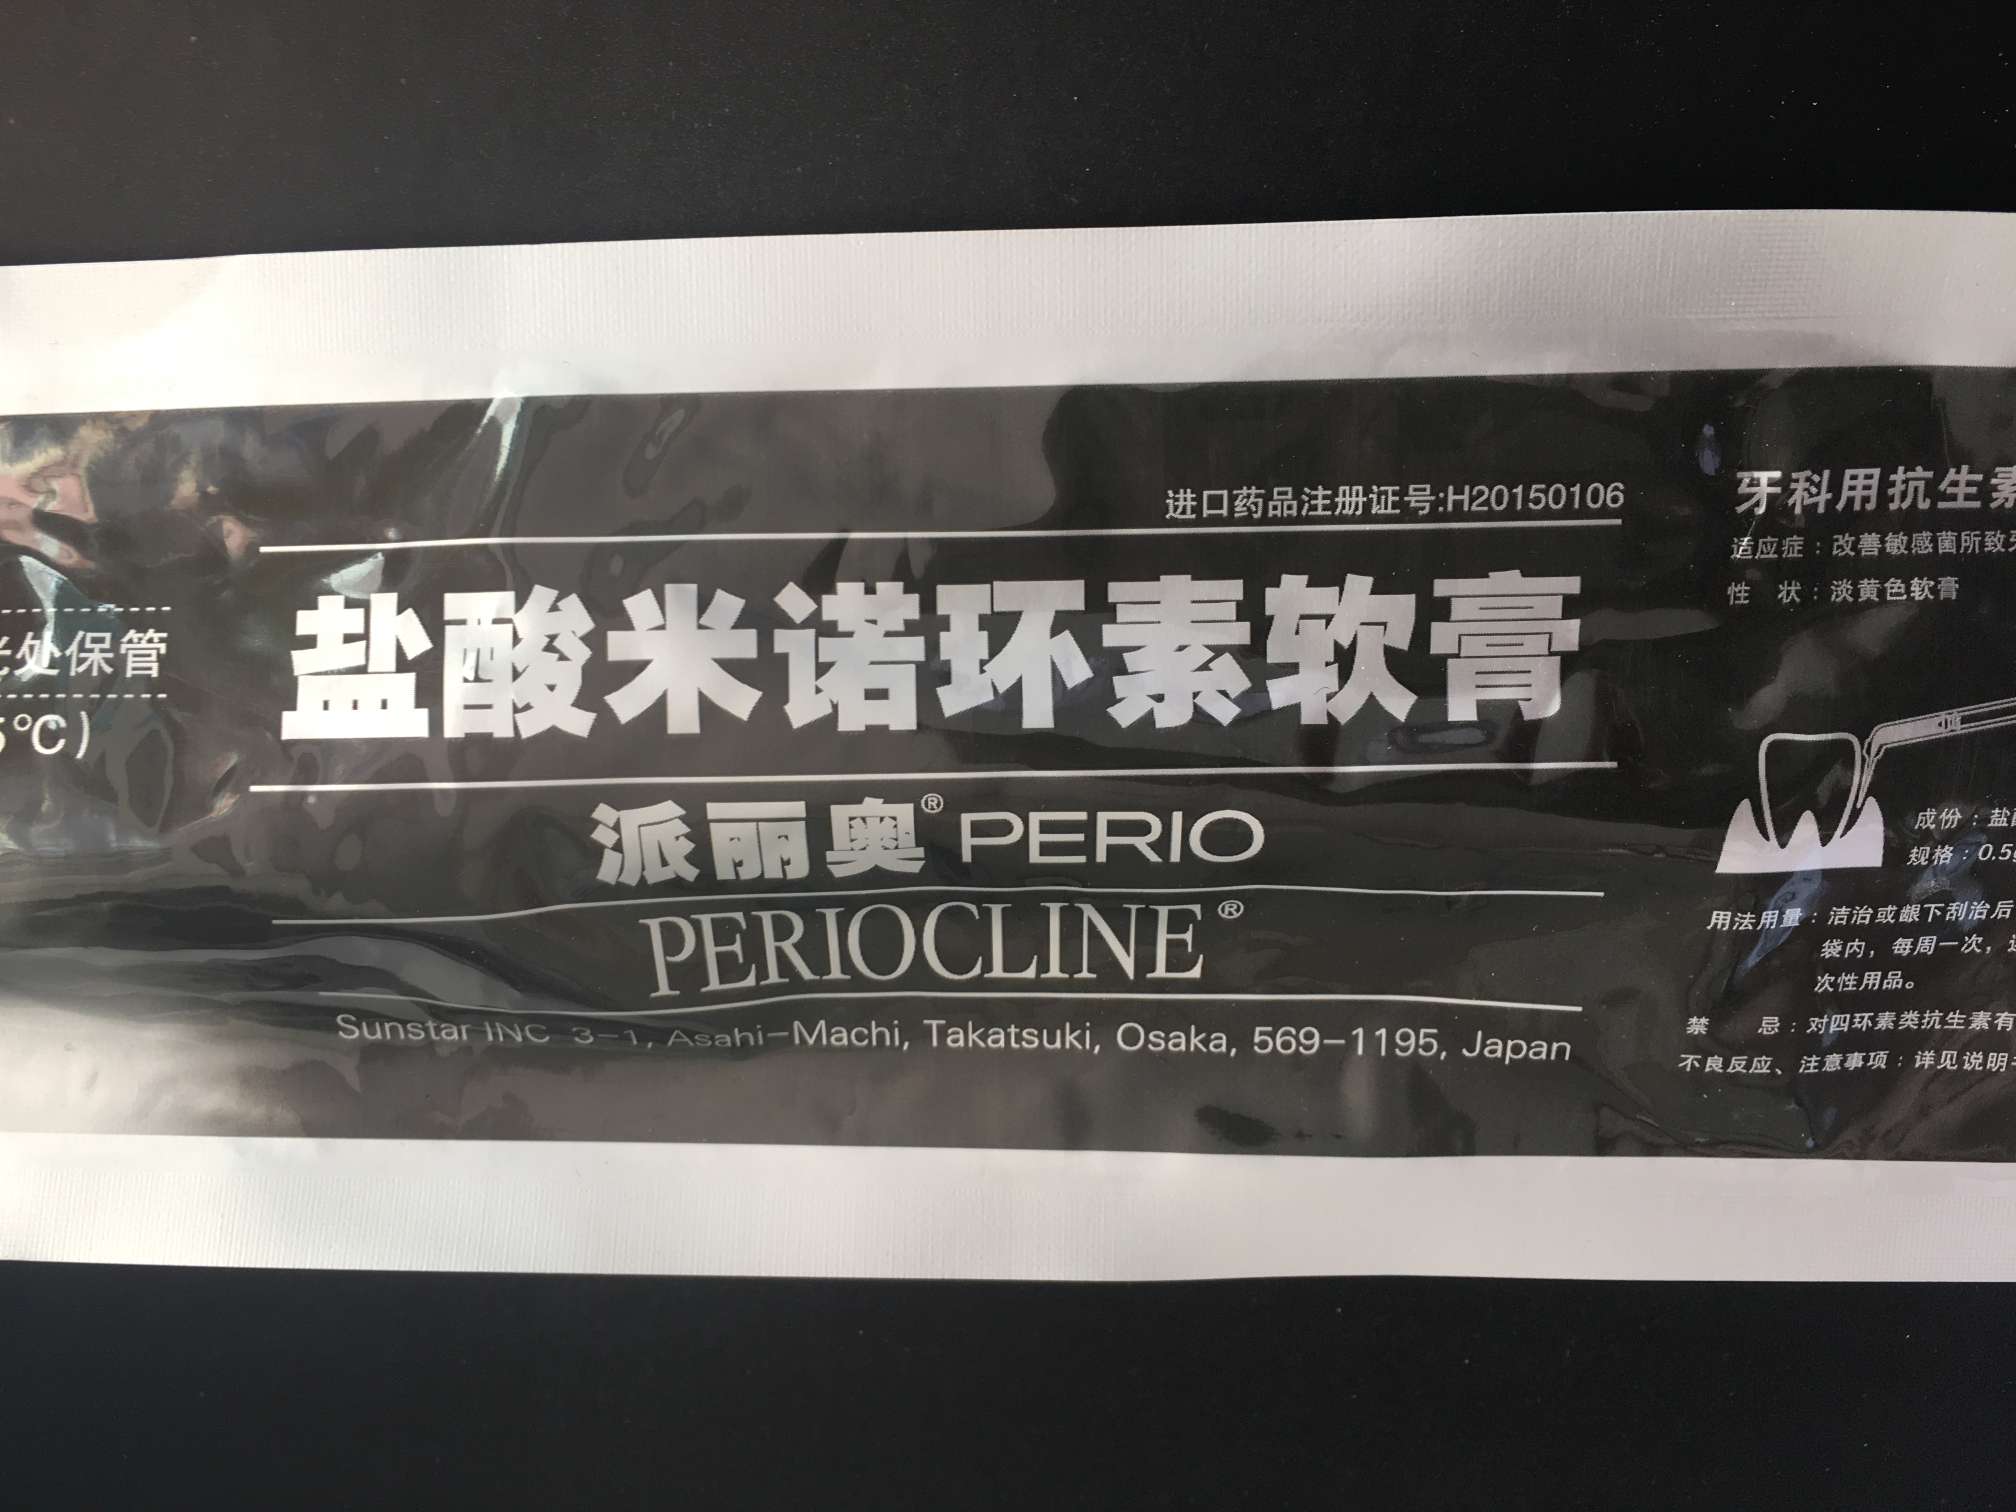 处保管
5℃)
进口药品注册证号:H20150106
盐酸米诺环素软膏
派丽奥® PERIO
PERIOCLINE®
Sunstar INC 3-1, Asahi-Machi, Takatsuki, Osaka, 569-1195, Japan
牙科用抗生素
适应症：改善敏感菌所致牙
性 状：淡黄色软膏
成份：盐酸
规格：0.5g
用法用量：洁治或龈下刮治后
袋内，每周一次，
次性用品。
禁 忌：对四环素类抗生素有
不良反应、注意事项：详见说明书